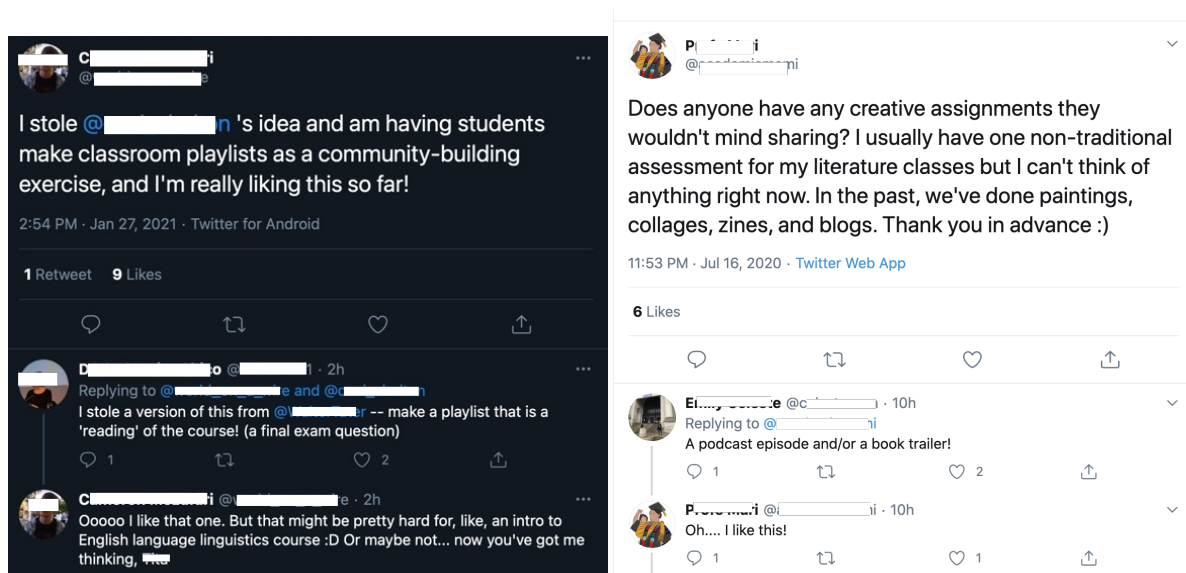 I stole @ 's idea and am having students
make classroom playlists as a community-building
exercise, and I'm really liking this so far!
2:54 PM · Jan 27, 2021 · Twitter for Android
1 Retweet 9 Likes
· 2h
Replying to @ and @
I stole a version of this from @ -- make a playlist that is a
'reading' of the course! (a final exam question)
1 2
· 2h
Ooooo I like that one. But that might be pretty hard for, like, an intro to
English language linguistics course :D Or maybe not... now you've got me
thinking,
Does anyone have any creative assignments they
wouldn't mind sharing? I usually have one non-traditional
assessment for my literature classes but I can't think of
anything right now. In the past, we've done paintings,
collages, zines, and blogs. Thank you in advance :)
11:53 PM · Jul 16, 2020 · Twitter Web App
6 Likes
· 10h
Replying to @
A podcast episode and/or a book trailer!
1 2
· 10h
Oh.... I like this!
1 1